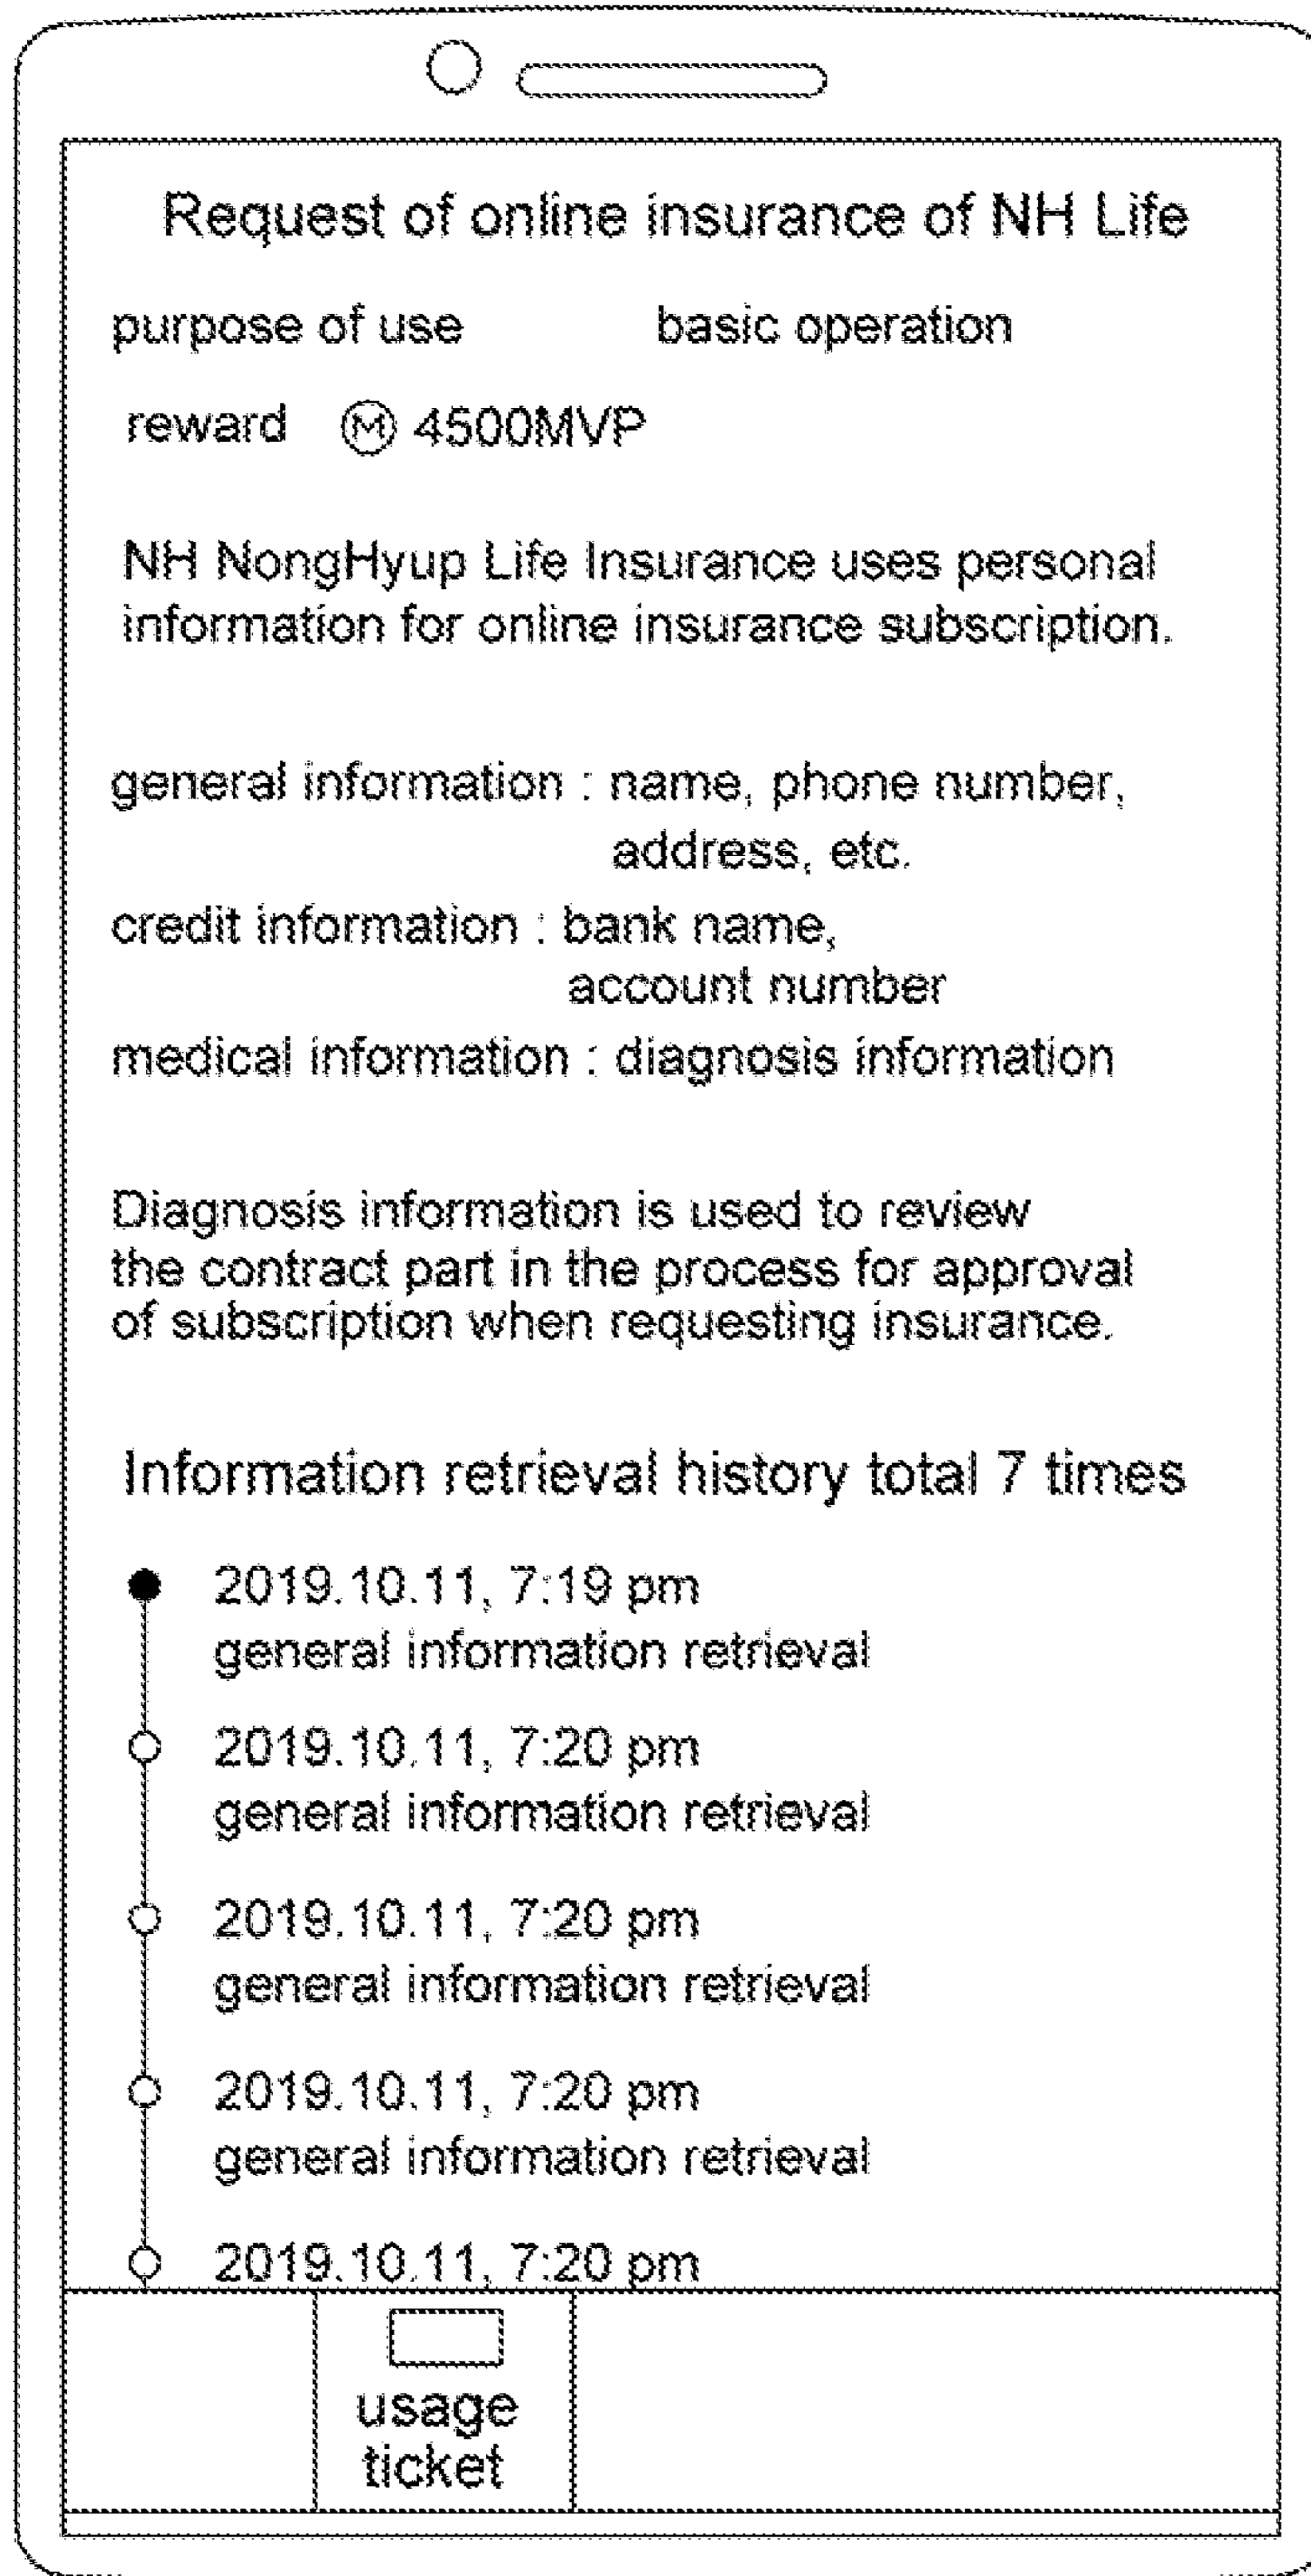 Request of online insurance of NH Life
purpose of use basic operation
reward Ⓜ 4500MVP
NH NongHyup Life Insurance uses personal
information for online insurance subscription.
general information : name, phone number,
address, etc.
credit information : bank name,
account number
medical information : diagnosis information
Diagnosis information is used to review
the contract part in the process for approval
of subscription when requesting insurance.
Information retrieval history total 7 times
2019.10.11, 7:19 pm
general information retrieval
2019.10.11, 7:20 pm
general information retrieval
2019.10.11, 7:20 pm
general information retrieval
2019.10.11, 7:20 pm
general information retrieval
2019.10.11, 7:20 pm
usage
ticket